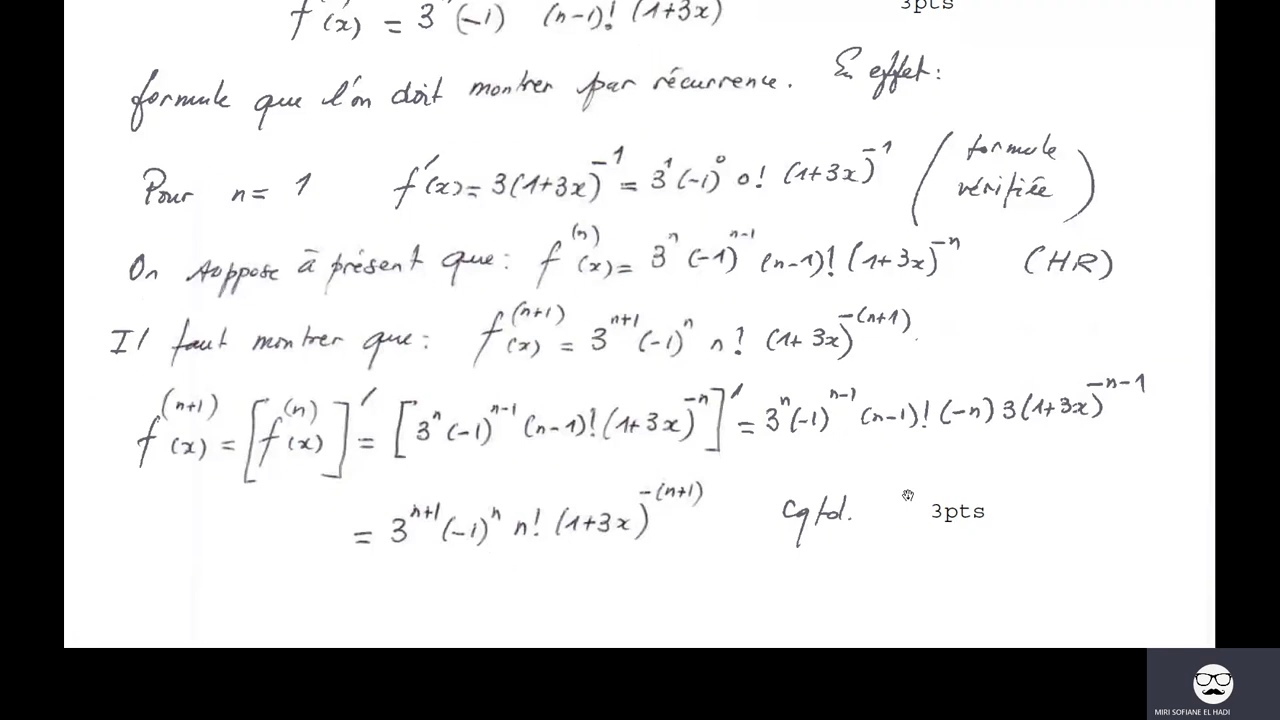 3pts
f'(x) = 3 (-1) (n-1)! (1+3x)
formule que l'on doit montrer par récurrence. En effet:
Pour n = 1 f'(x) = 3(1+3x)^{-1} = 3^1 (-1)^0 0! (1+3x)^{-1} (formule vérifiée)
On suppose à présent que: f^{(n)}(x) = 3^n (-1)^{n-1} (n-1)! (1+3x)^{-n} (HR)
Il faut montrer que: f^{(n+1)}(x) = 3^{n+1} (-1)^n n! (1+3x)^{-(n+1)}.
f^{(n+1)}(x) = [f^{(n)}(x)]' = [3^n (-1)^{n-1} (n-1)! (1+3x)^{-n}]' = 3^n (-1)^{n-1} (n-1)! (-n) 3 (1+3x)^{-n-1}
= 3^{n+1} (-1)^n n! (1+3x)^{-(n+1)} Cqfd. 3pts
MIRI SOFIANE EL HADI